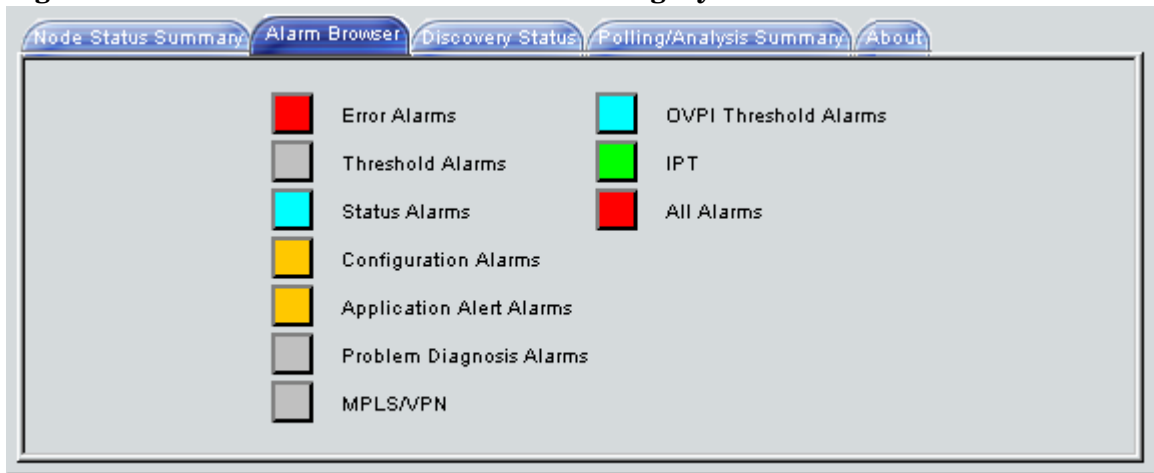 Node Status Summary Alarm Browser Discovery Status Polling/Analysis Summary About
Error Alarms
Threshold Alarms
Status Alarms
Configuration Alarms
Application Alert Alarms
Problem Diagnosis Alarms
MPLS/VPN
OVPI Threshold Alarms
IPT
All Alarms